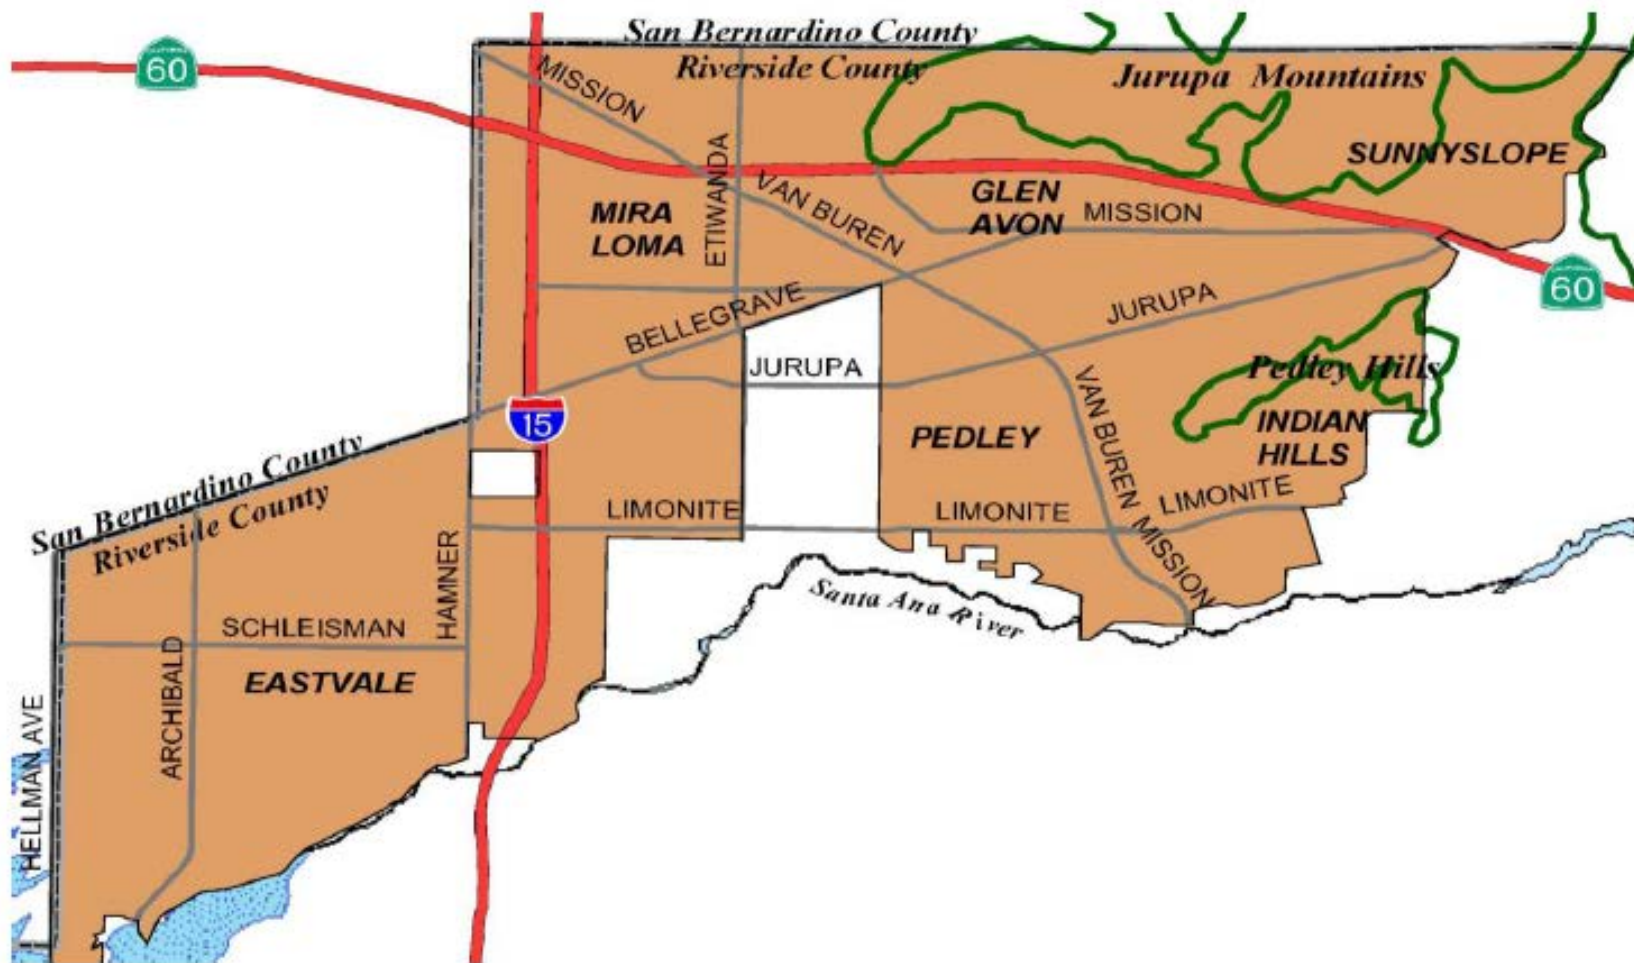 San Bernardino County
Riverside County
60
MISSION
Jurupa Mountains
SUNNYSLOPE
ETIWANDA
VAN BUREN
GLEN
AVON
MISSION
MIRA
LOMA
60
BELLEGRAVE
JURUPA
JURUPA
Pedley Hills
VAN BUREN
15
PEDLEY
INDIAN
HILLS
San Bernardino County
Riverside County
LIMONITE
LIMONITE
LIMONITE
MISSION
HAMNER
Santa Ana River
SCHLEISMAN
ARCHIBALD
EASTVALE
HELLMAN AVE